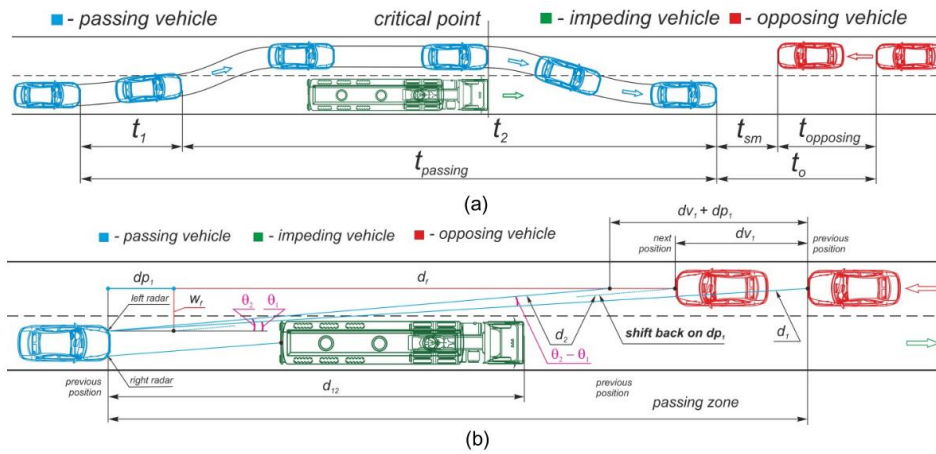 - passing vehicle critical point - impeding vehicle - opposing vehicle
t1 t2 tsm topposing
tpassing to
(a)
dv1 + dp1
- passing vehicle - impeding vehicle - opposing vehicle
next position dv1 previous position
dp1 df
left radar wr θ2 θ1
d2 shift back on dp1 d1
θ2 – θ1
previous position right radar d12 previous position
passing zone
(b)